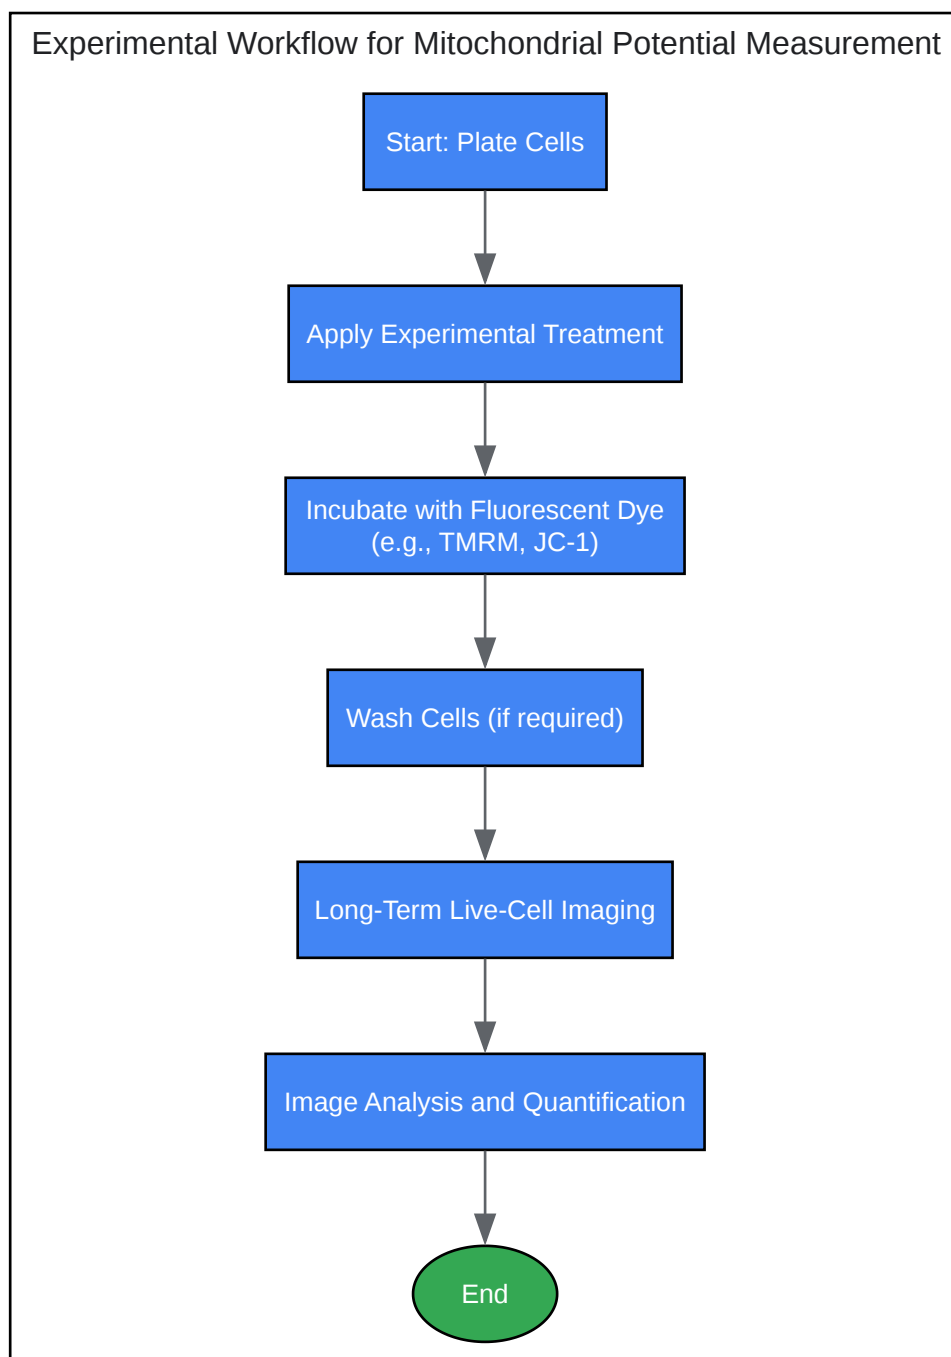 Experimental Workflow for Mitochondrial Potential Measurement
Start: Plate Cells
Apply Experimental Treatment
Incubate with Fluorescent Dye
(e.g., TMRM, JC-1)
Wash Cells (if required)
Long-Term Live-Cell Imaging
Image Analysis and Quantification
End